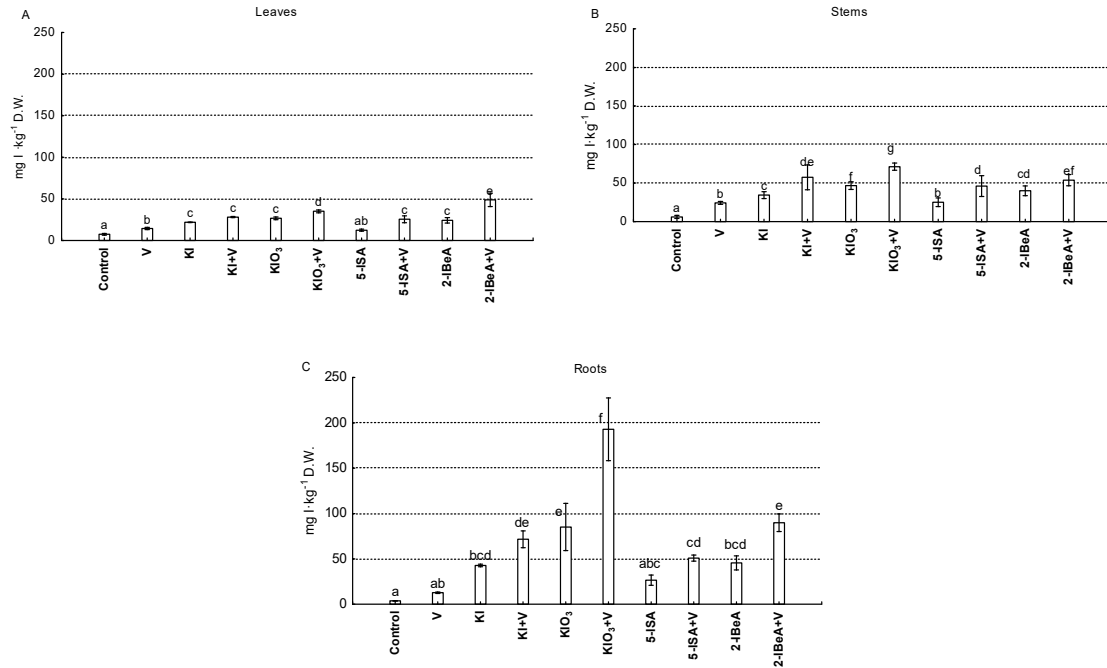 A
Leaves
mg I ·kg⁻¹ D.W.
250
200
150
100
50
0
a
b
c
c
c
d
ab
c
c
e
Control
V
KI
KI+V
KIO₃
KIO₃+V
5-ISA
5-ISA+V
2-IBeA
2-IBeA+V
B
Stems
mg I·kg⁻¹ D.W.
250
200
150
100
50
0
a
b
c
de
f
g
b
d
cd
ef
Control
V
KI
KI+V
KIO₃
KIO₃+V
5-ISA
5-ISA+V
2-IBeA
2-IBeA+V
C
Roots
mg I·kg⁻¹ D.W.
250
200
150
100
50
0
a
ab
bcd
de
e
f
abc
cd
bcd
e
Control
V
KI
KI+V
KIO₃
KIO₃+V
5-ISA
5-ISA+V
2-IBeA
2-IBeA+V